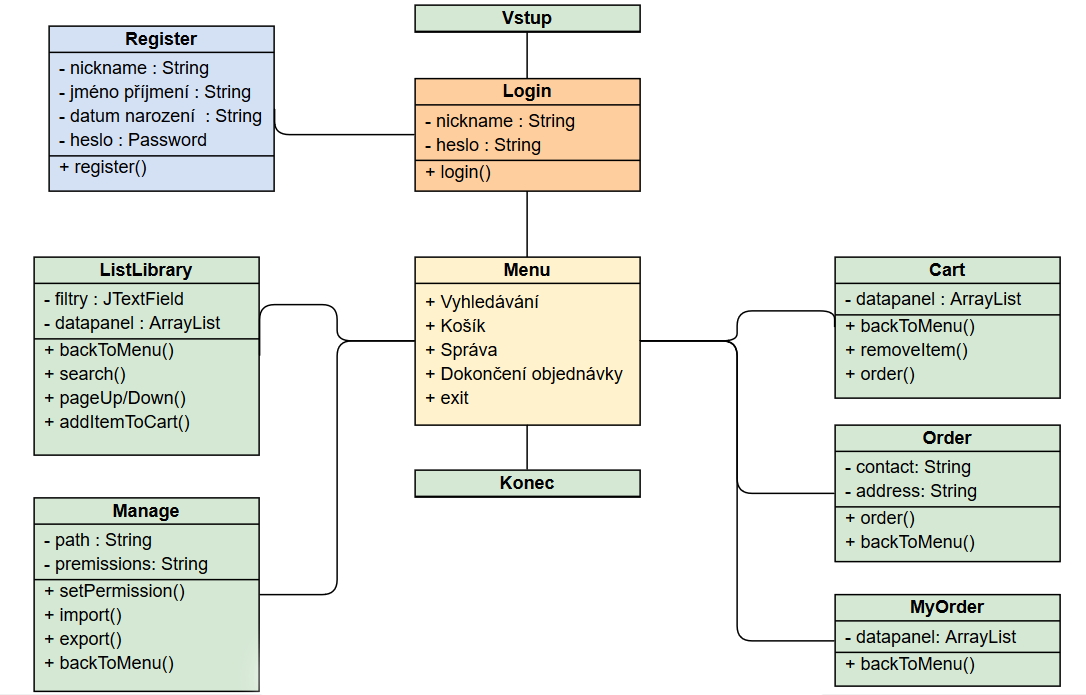 Vstup
Register
- nickname : String
- jméno příjmení : String
- datum narození : String
- heslo : Password
+ register()
Login
- nickname : String
- heslo : String
+ login()
ListLibrary
- filtry : JTextField
- datapanel : ArrayList
+ backToMenu()
+ search()
+ pageUp/Down()
+ addItemToCart()
Menu
+ Vyhledávání
+ Košík
+ Správa
+ Dokončení objednávky
+ exit
Cart
- datapanel : ArrayList
+ backToMenu()
+ removeItem()
+ order()
Order
- contact: String
- address: String
+ order()
+ backToMenu()
Konec
Manage
- path : String
- premissions: String
+ setPermission()
+ import()
+ export()
+ backToMenu()
MyOrder
- datapanel: ArrayList
+ backToMenu()